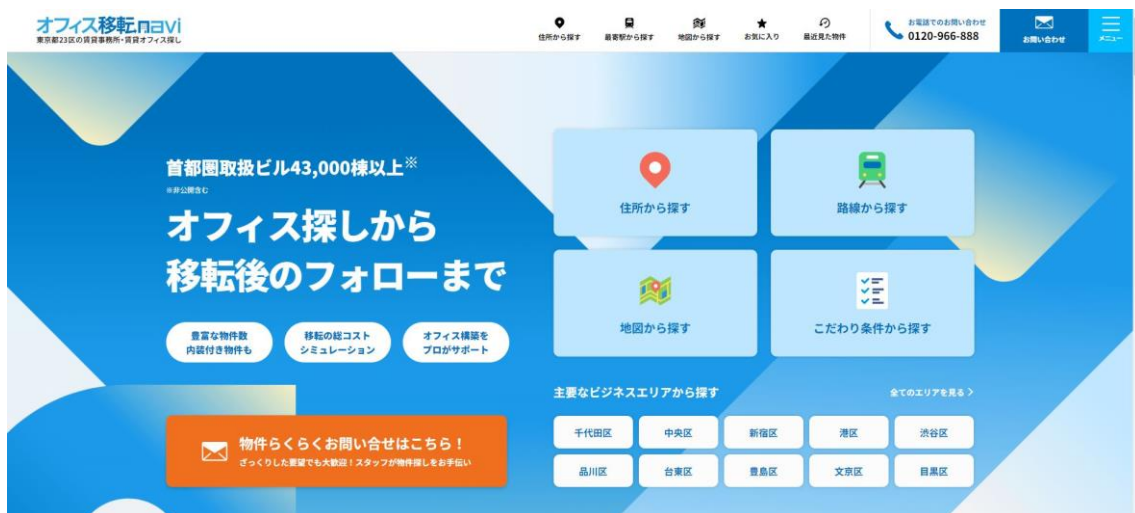 オフィス移転navi
東京都23区の賃貸事務所・賃貸オフィス探し
住所から探す
最寄駅から探す
地図から探す
お気に入り
最近見た物件
お電話でのお問い合わせ
0120-966-888
お問い合わせ
メニュー
首都圏取扱ビル43,000棟以上※
※非公開含む
オフィス探しから
移転後のフォローまで
豊富な物件数
内装付き物件も
移転の総コスト
シミュレーション
オフィス構築を
プロがサポート
物件らくらくお問い合せはこちら！
ざっくりした要望でも大歓迎！スタッフが物件探しをお手伝い
住所から探す
路線から探す
地図から探す
こだわり条件から探す
主要なビジネスエリアから探す
全てのエリアを見る
千代田区
中央区
新宿区
港区
渋谷区
品川区
台東区
豊島区
文京区
目黒区